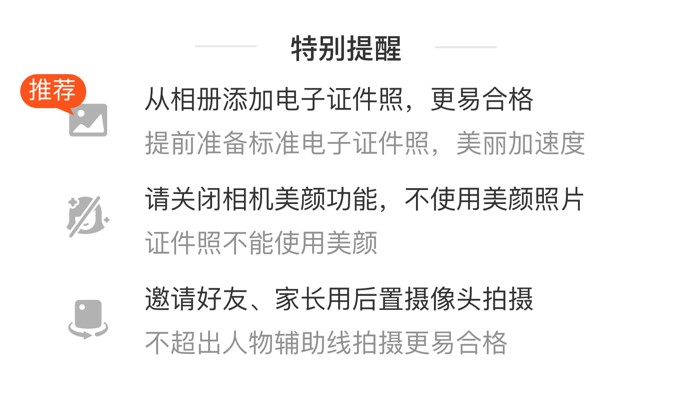 特别提醒
推荐
从相册添加电子证件照，更易合格
提前准备标准电子证件照，美丽加速度
请关闭相机美颜功能，不使用美颜照片
证件照不能使用美颜
邀请好友、家长用后置摄像头拍摄
不超出人物辅助线拍摄更易合格